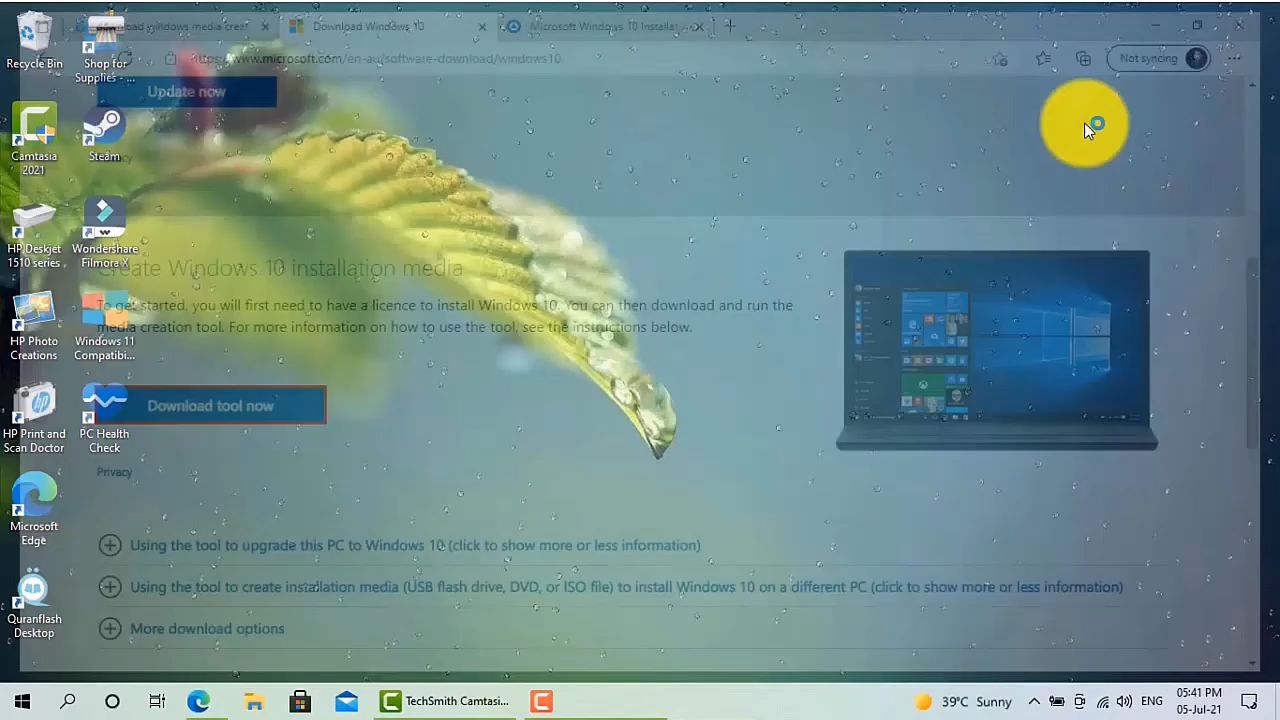 download windows media creat
Download Windows 10
Microsoft Windows 10 Installat
https://www.microsoft.com/en-au/software-download/windows10
Not syncing
Update now
Create Windows 10 installation media
To get started, you will first need to have a licence to install Windows 10. You can then download and run the
media creation tool. For more information on how to use the tool, see the instructions below.
Download tool now
Privacy
Using the tool to upgrade this PC to Windows 10 (click to show more or less information)
Using the tool to create installation media (USB flash drive, DVD, or ISO file) to install Windows 10 on a different PC (click to show more or less information)
More download options
Recycle Bin
Shop for
Supplies - ...
Camtasia
2021
Steam
HP Deskjet
1510 series
Wondershare
Filmora X
HP Photo
Creations
Windows 11
Compatibi...
HP Print and
Scan Doctor
PC Health
Check
Microsoft
Edge
Quranflash
Desktop
TechSmith Camtasi...
39°C Sunny
ENG
05:41 PM
05-Jul-21